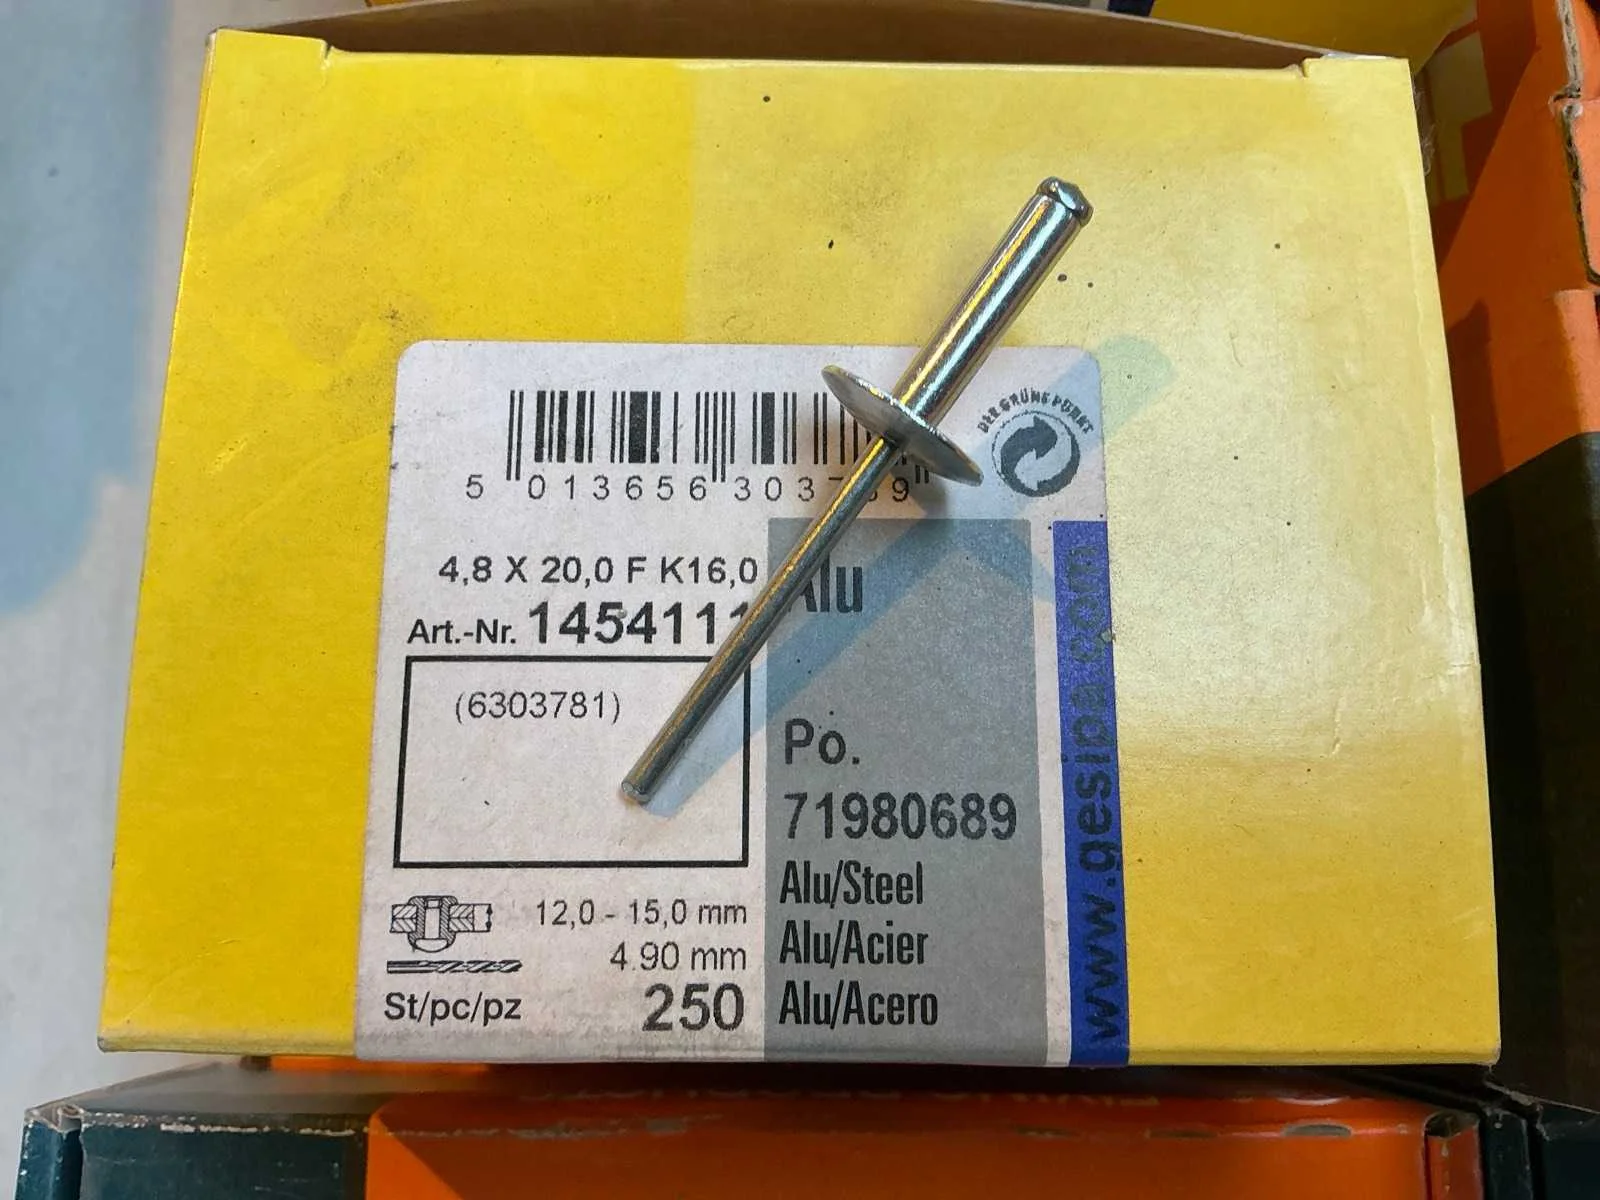 DER GRÜNE PUNKT
5 013656 303 9
4,8 X 20,0 F K16,0
Art.-Nr. 1454111
Alu
(6303781)
Po.
71980689
12,0 - 15,0 mm
4.90 mm
St/pc/pz 250
Alu/Steel
Alu/Acier
Alu/Acero
www.gesipa.com